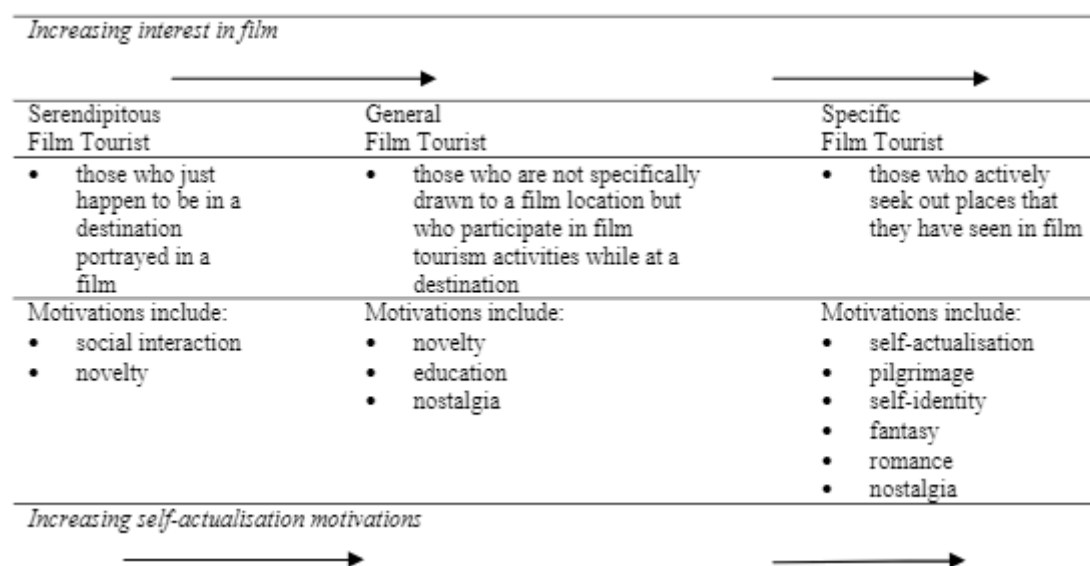 Increasing interest in film
Serendipitous
Film Tourist
General
Film Tourist
Specific
Film Tourist
• those who just
happen to be in a
destination
portrayed in a
film
• those who are not specifically
drawn to a film location but
who participate in film
tourism activities while at a
destination
• those who actively
seek out places that
they have seen in film
Motivations include:
• social interaction
• novelty
Motivations include:
• novelty
• education
• nostalgia
Motivations include:
• self-actualisation
• pilgrimage
• self-identity
• fantasy
• romance
• nostalgia
Increasing self-actualisation motivations